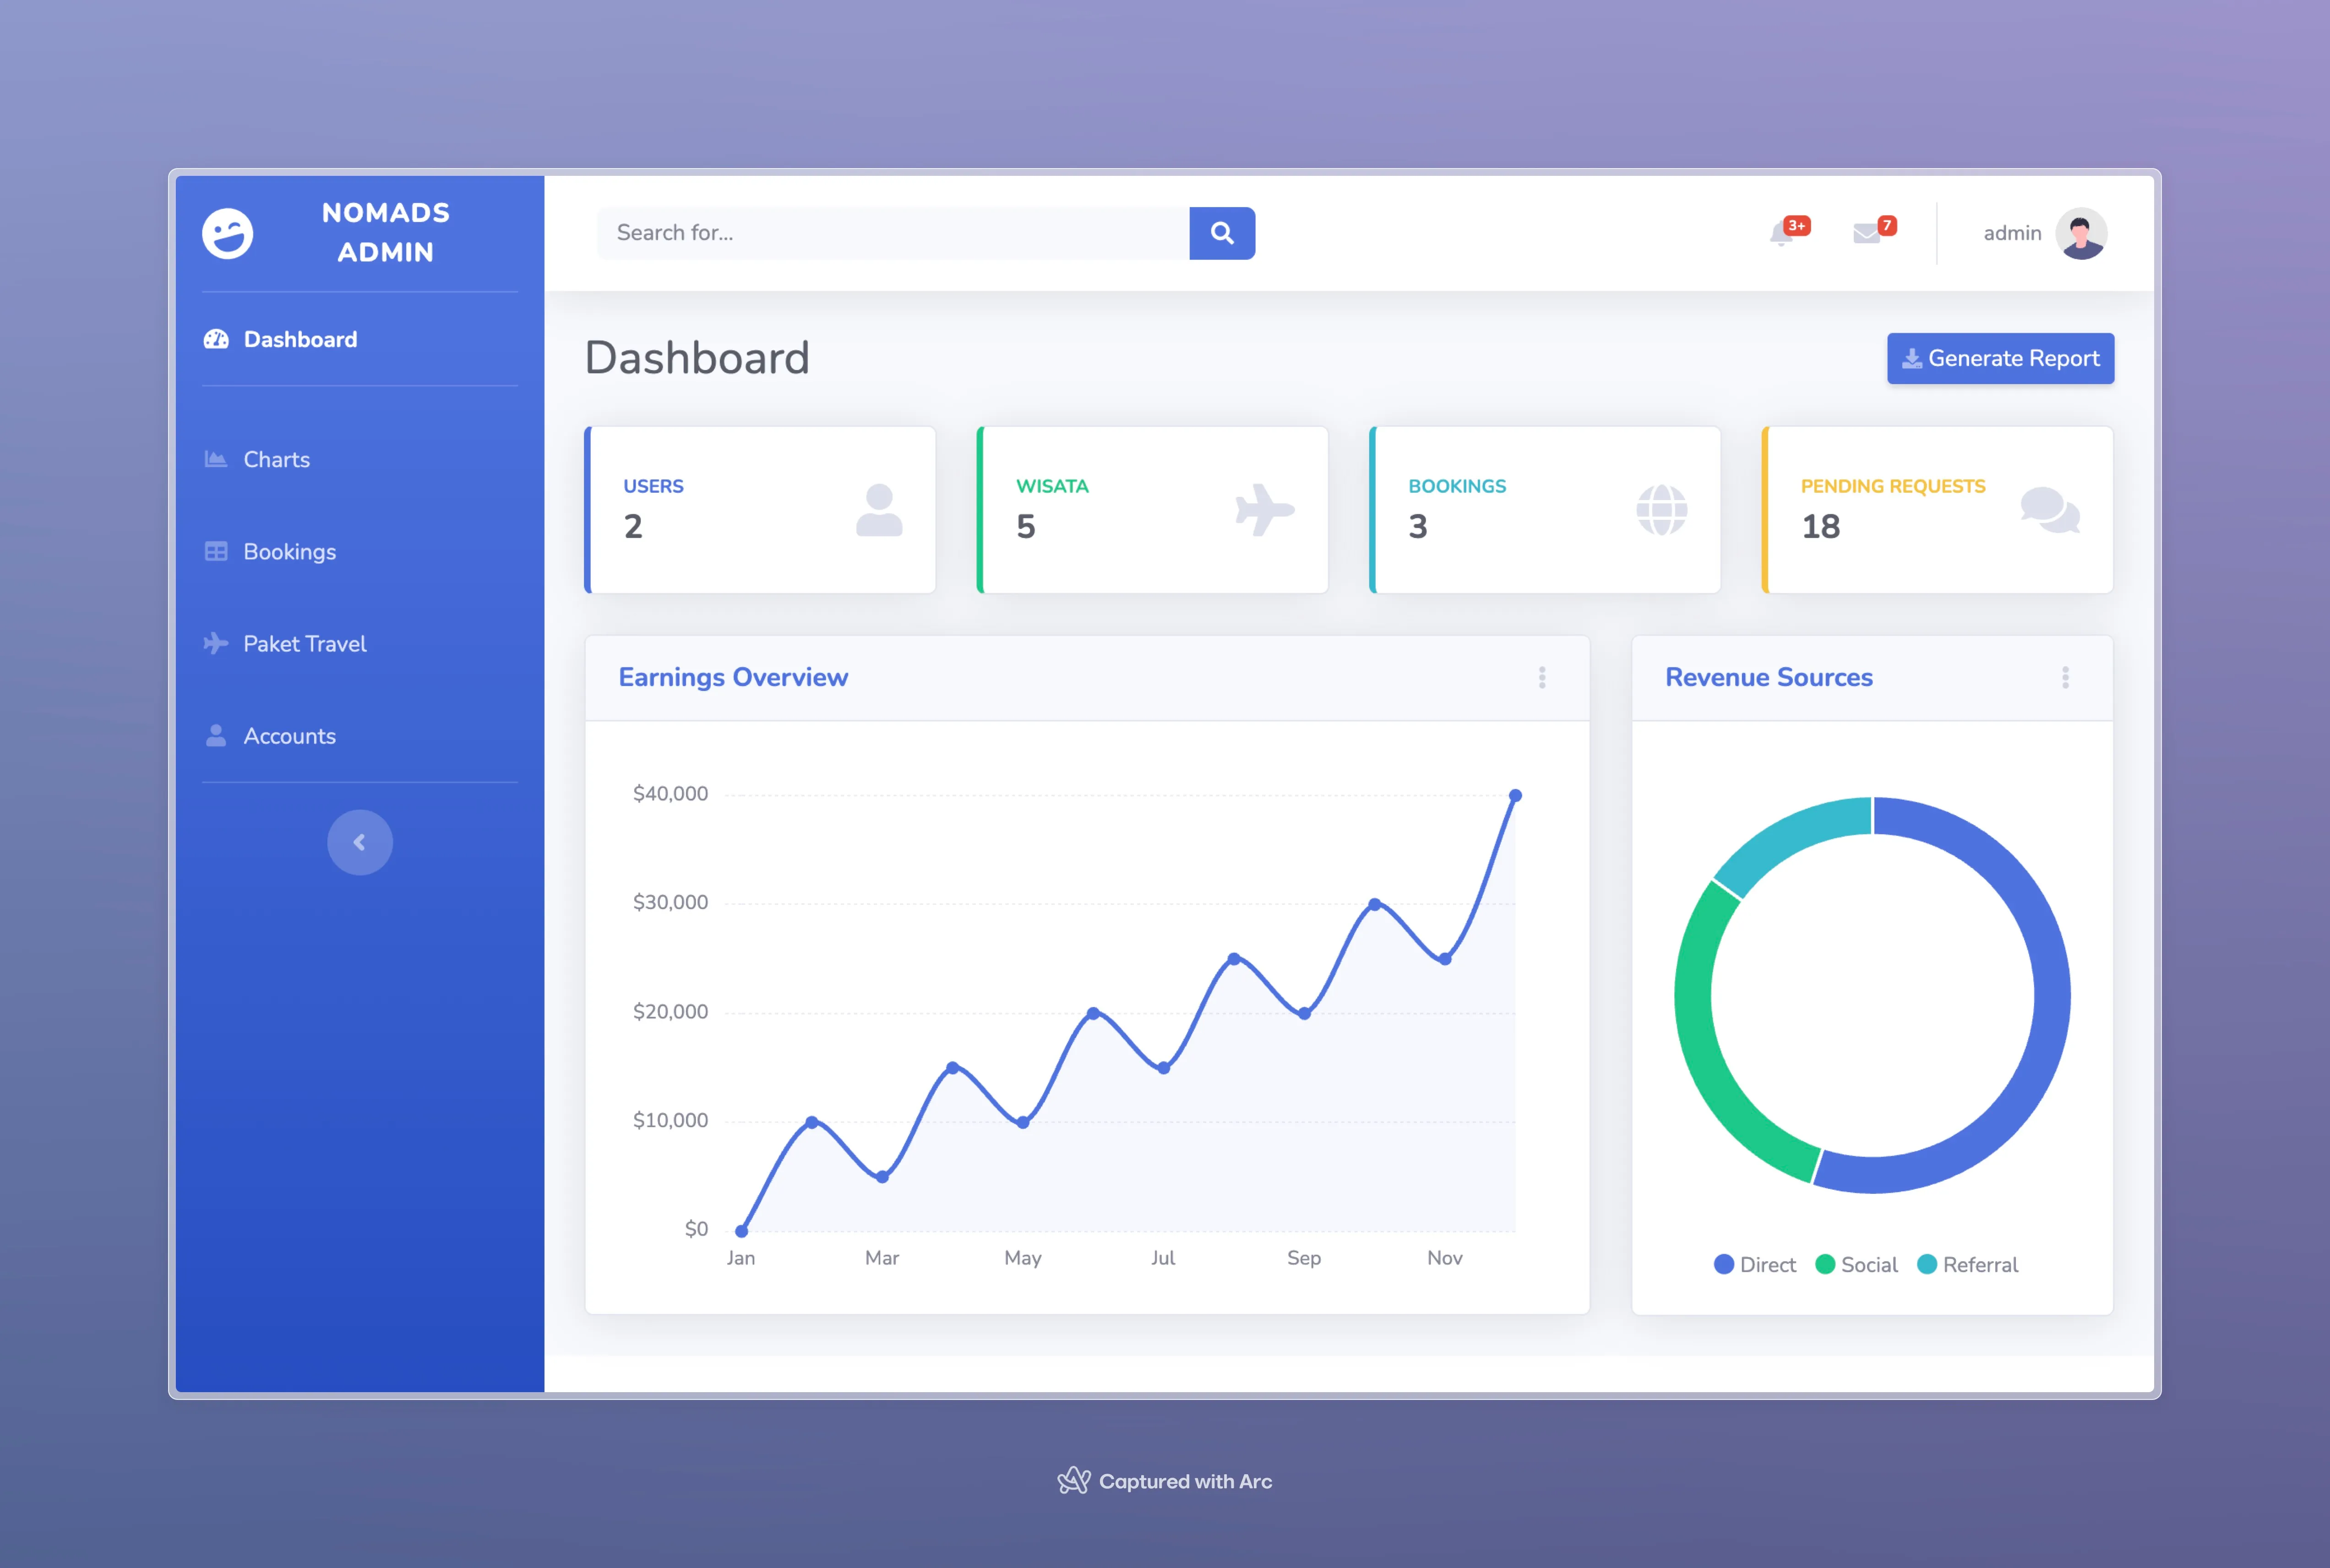 NOMADS
ADMIN
Dashboard
Charts
Bookings
Paket Travel
Accounts
Search for...
3+
7
admin
Dashboard
Generate Report
USERS
2
WISATA
5
BOOKINGS
3
PENDING REQUESTS
18
Earnings Overview
$40,000
$30,000
$20,000
$10,000
$0
Jan Mar May Jul Sep Nov
Revenue Sources
Direct Social Referral
Captured with Arc